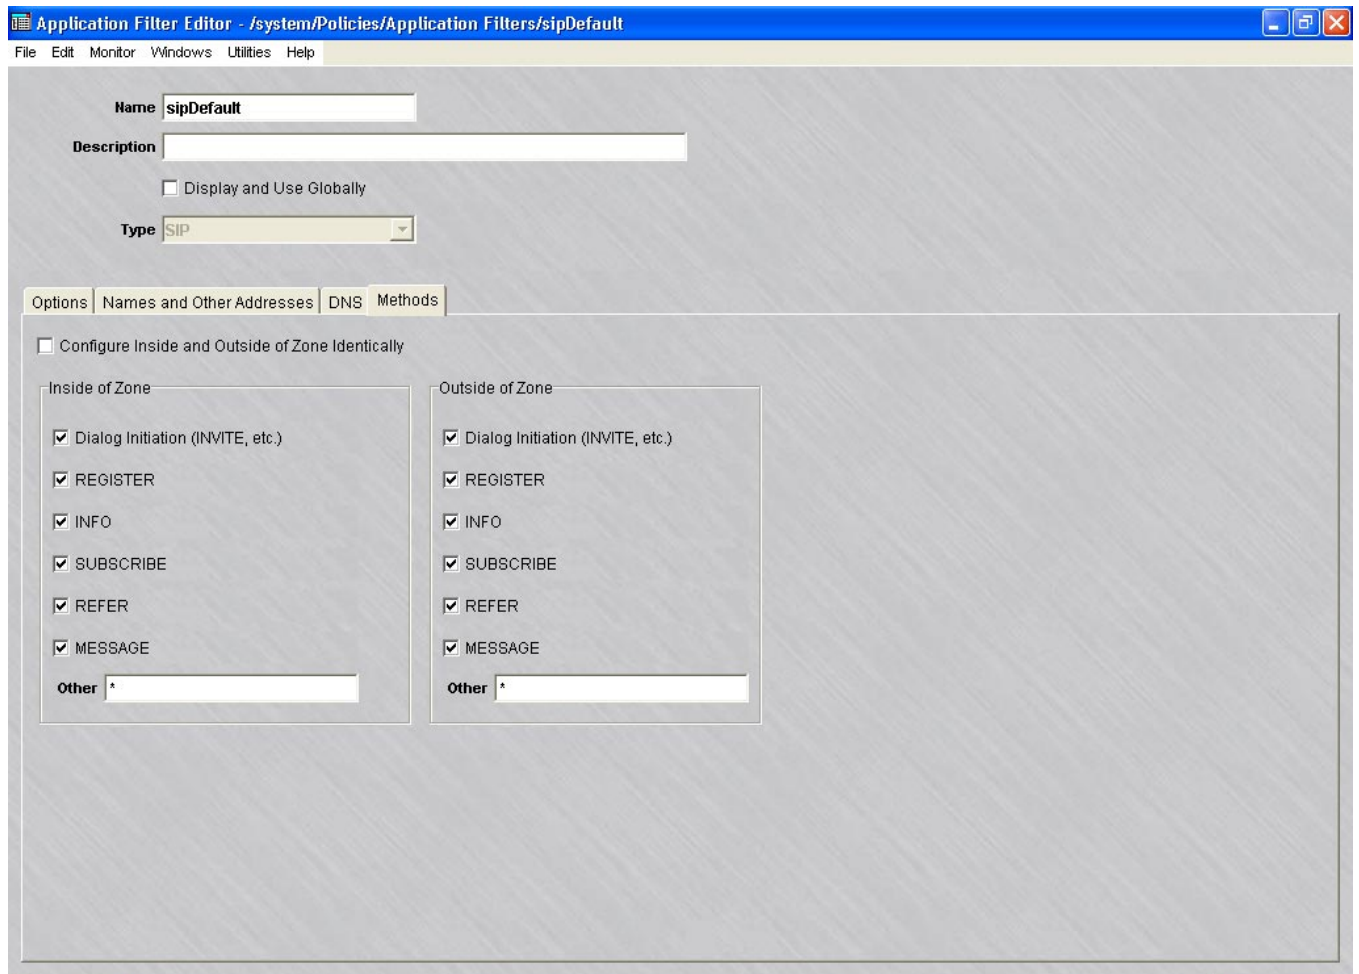 Application Filter Editor - /system/Policies/Application Filters/sipDefault
File Edit Monitor Windows Utilities Help
Name sipDefault
Description
Display and Use Globally
Type SIP
Options Names and Other Addresses DNS Methods
Configure Inside and Outside of Zone Identically
Inside of Zone Outside of Zone
Dialog Initiation (INVITE, etc.) Dialog Initiation (INVITE, etc.)
REGISTER REGISTER
INFO INFO
SUBSCRIBE SUBSCRIBE
REFER REFER
MESSAGE MESSAGE
Other * Other *